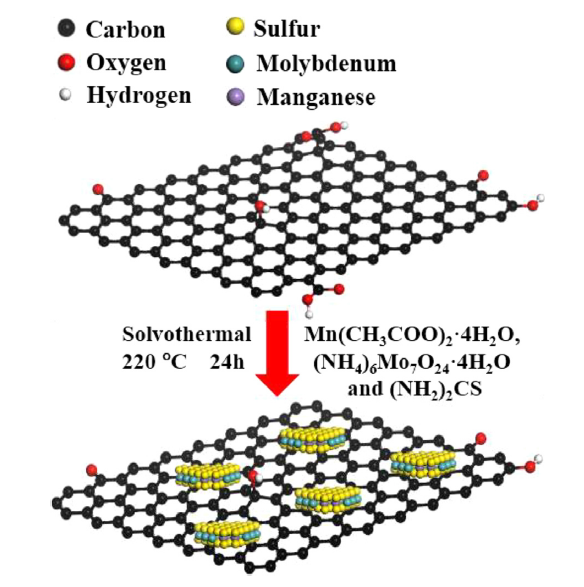 Carbon
Sulfur
Oxygen
Molybdenum
Hydrogen
Manganese
Solvothermal
220 °C 24h
Mn(CH₃COO)₂·4H₂O,
(NH₄)₆Mo₇O₂₄·4H₂O
and (NH₂)₂CS